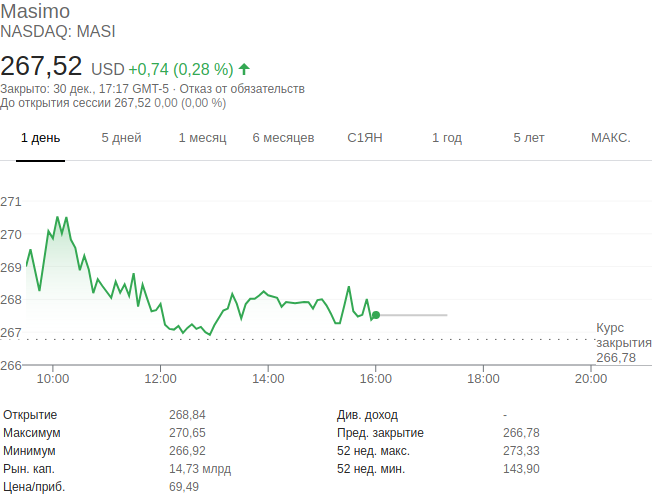 Masimo
NASDAQ: MASI
267,52 USD +0,74 (0,28 %)
Закрыто: 30 дек., 17:17 GMT-5 · Отказ от обязательств
До открытия сессии 267,52 0,00 (0,00 %)
1 день 5 дней 1 месяц 6 месяцев С1ЯН 1 год 5 лет МАКС.
271
270
269
268
267
266
Курс
закрытия
266,78
10:00 12:00 14:00 16:00 18:00 20:00
Открытие 268,84 Див. доход -
Максимум 270,65 Пред. закрытие 266,78
Минимум 266,92 52 нед. макс. 273,33
Рын. кап. 14,73 млрд 52 нед. мин. 143,90
Цена/приб. 69,49